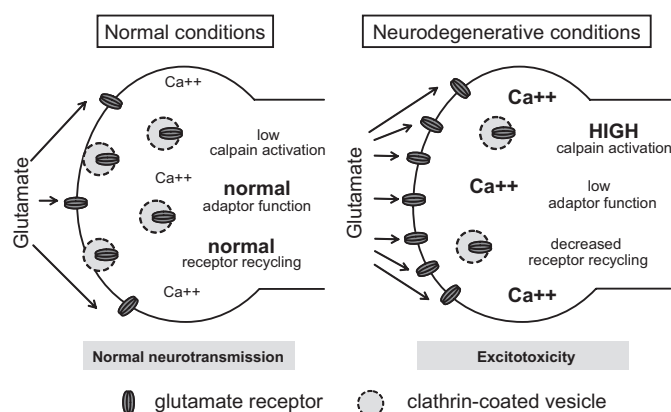 Normal conditions
Ca++
low
calpain activation
Ca++
normal
adaptor function
normal
receptor recycling
Ca++
Glutamate
Normal neurotransmission
Neurodegenerative conditions
Ca++
HIGH
calpain activation
Ca++
low
adaptor function
decreased
receptor recycling
Ca++
Glutamate
Excitotoxicity
glutamate receptor
clathrin-coated vesicle